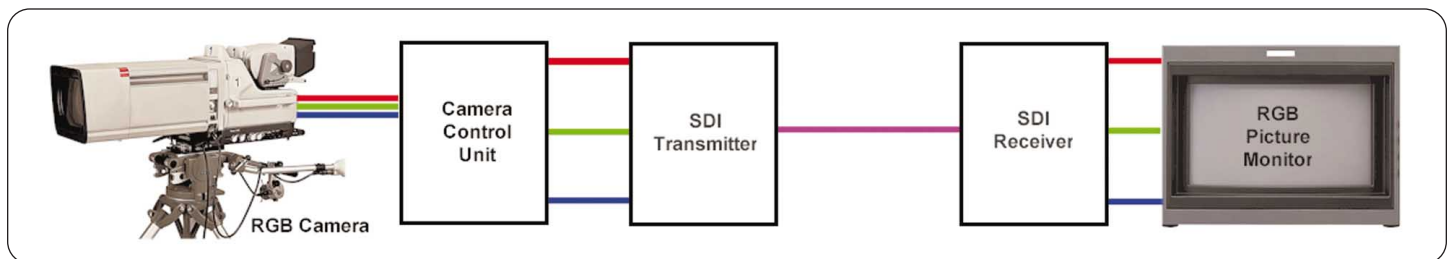 RGB Camera
Camera
Control
Unit
SDI
Transmitter
SDI
Receiver
RGB
Picture
Monitor